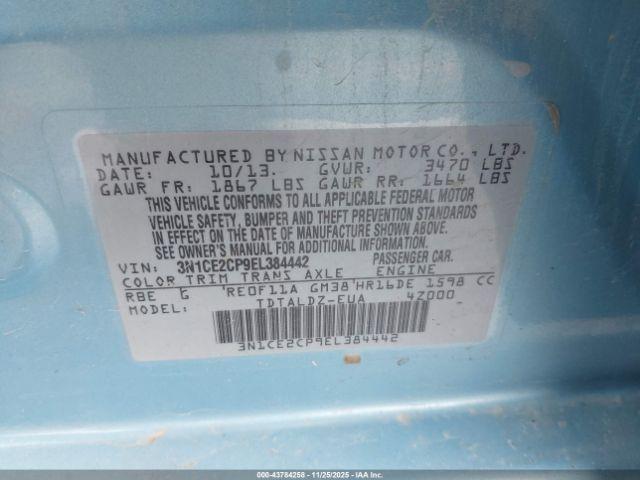 MANUFACTURED BY NISSAN MOTOR CO., LTD.
DATE: 10/13. GVWR: 3470 LBS
GAWR FR: 1867 LBS GAWR RR: 1664 LBS
THIS VEHICLE CONFORMS TO ALL APPLICABLE FEDERAL MOTOR
VEHICLE SAFETY, BUMPER AND THEFT PREVENTION STANDARDS
IN EFFECT ON THE DATE OF MANUFACTURE SHOWN ABOVE.
SEE OWNER'S MANUAL FOR ADDITIONAL INFORMATION.
VIN: 3N1CE2CP9EL384442 PASSENGER CAR.
COLOR TRIM TRANS AXLE ENGINE
RBE G RE0F11A GM38 HR16DE 1598 CC
MODEL: TDTALDZ-EUA 4Z000
3N1CE2CP9EL384442
000-43784258 - 11/25/2025 - IAAI.COM